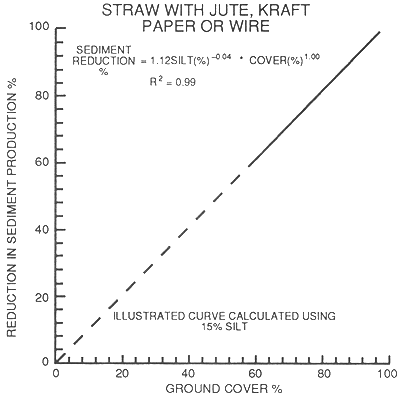 STRAW WITH JUTE, KRAFT
PAPER OR WIRE
SEDIMENT
REDUCTION = 1.12SILT(%)^-0.04 * COVER(%)^1.00
%
R² = 0.99
REDUCTION IN SEDIMENT PRODUCTION %
100
80
60
40
20
0
ILLUSTRATED CURVE CALCULATED USING
15% SILT
0 20 40 60 80 100
GROUND COVER %